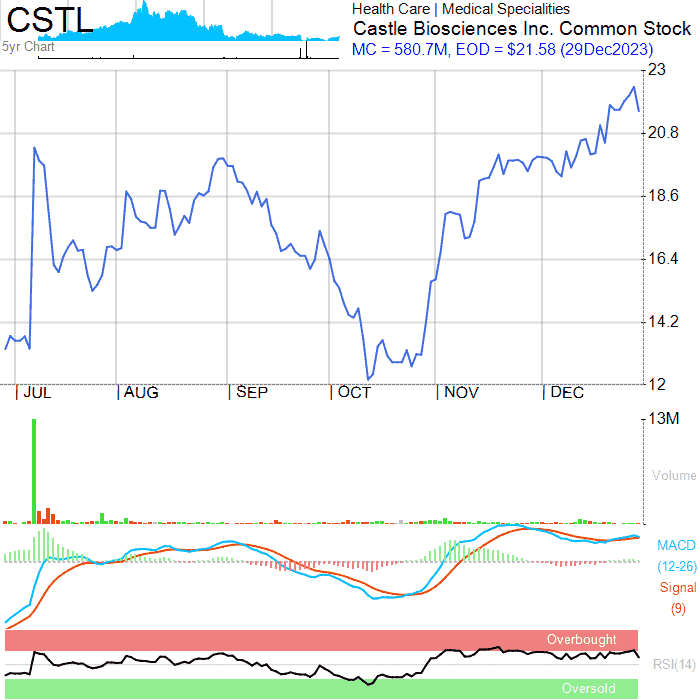 CSTL
5yr Chart
Health Care | Medical Specialities
Castle Biosciences Inc. Common Stock
MC = 580.7M, EOD = $21.58 (29Dec2023)
23
20.8
18.6
16.4
14.2
12
JUL AUG SEP OCT NOV DEC
13M
Volume
MACD
(12-26)
Signal
(9)
Overbought
RSI(14)
Oversold